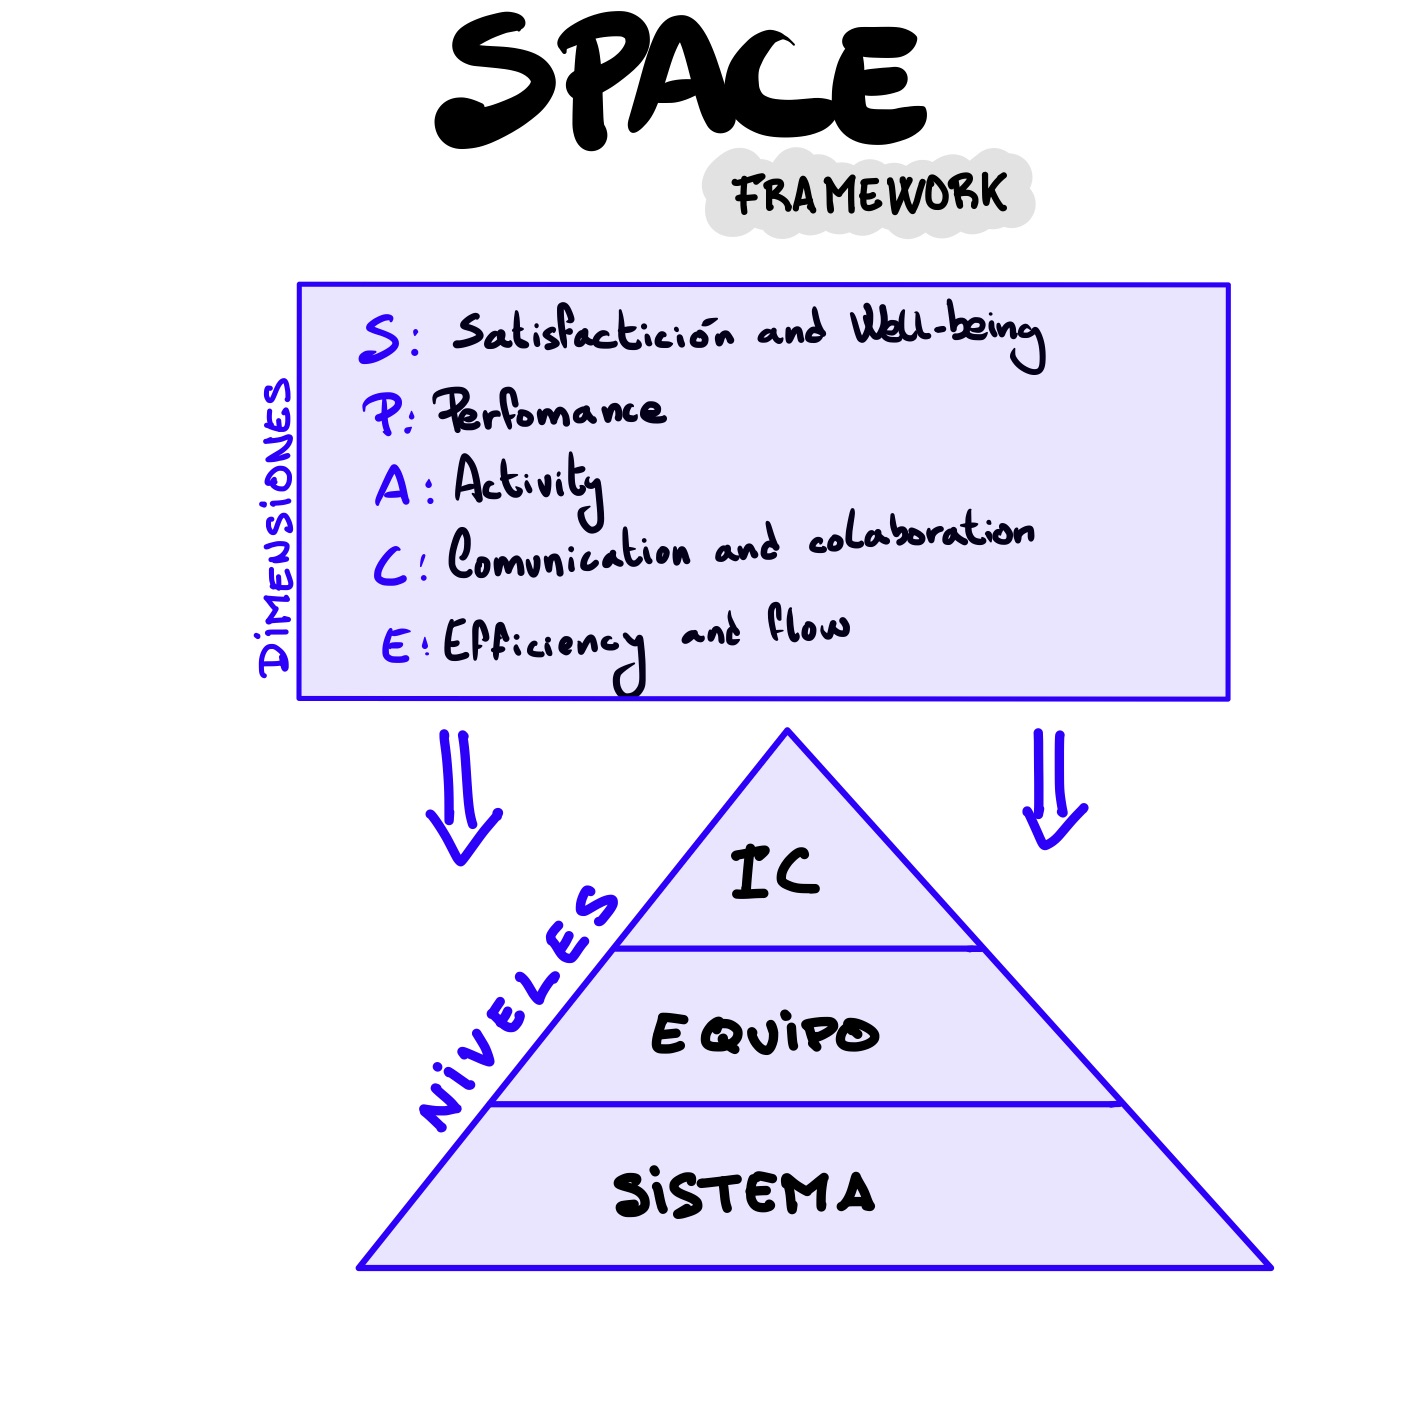 SPACE
FRAMEWORK
DiMENSiONES
S: Satisfactición and Well-being
P: Perfomance
A: Activity
C: Comunication and colaboration
E: Efficiency and flow
NiVELES
IC
EQUiPO
SiSTEMA